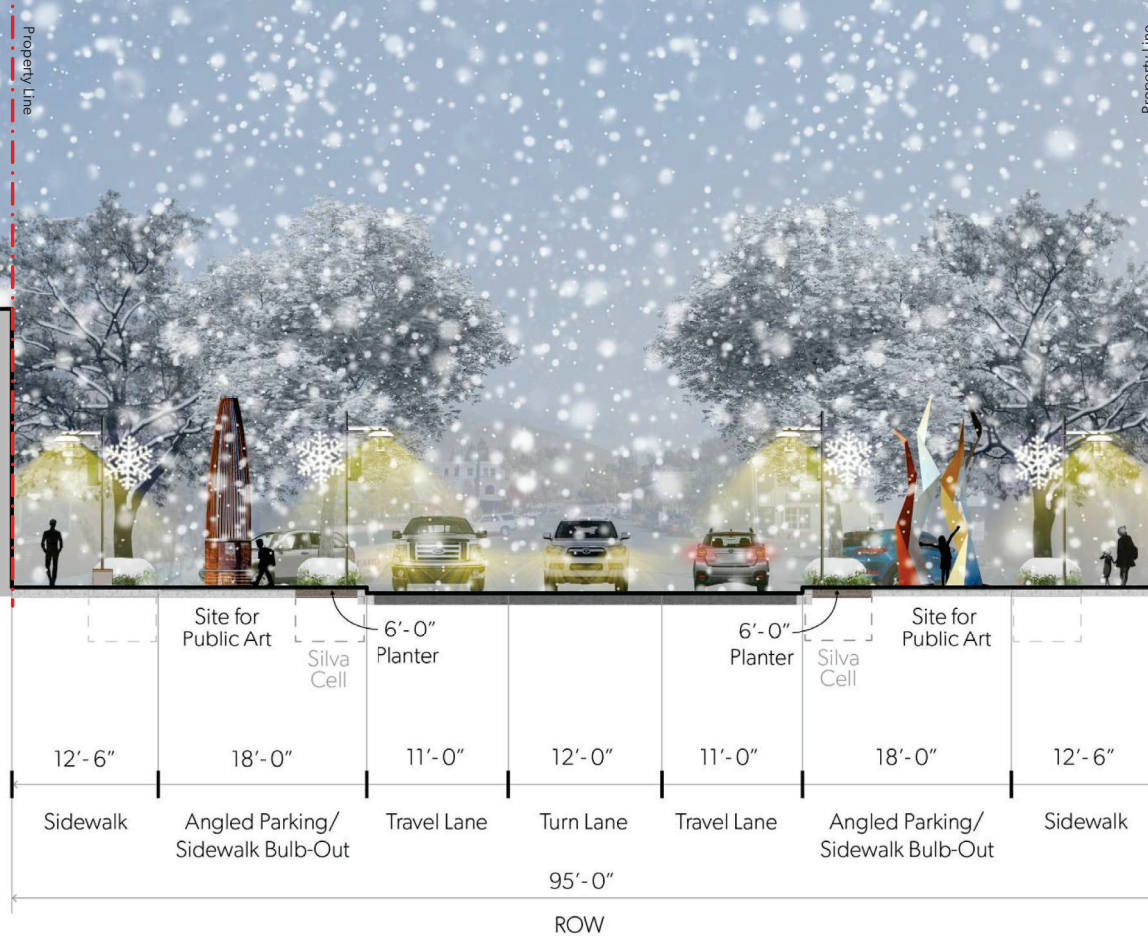 Property Line
Property Line
Site for
Public Art
6'-0"
Planter
Silva
Cell
6'-0"
Planter
Silva
Cell
Site for
Public Art
12'-6"
18'-0"
11'-0"
12'-0"
11'-0"
18'-0"
12'-6"
Sidewalk
Angled Parking/
Sidewalk Bulb-Out
Travel Lane
Turn Lane
Travel Lane
Angled Parking/
Sidewalk Bulb-Out
Sidewalk
95'-0"
ROW